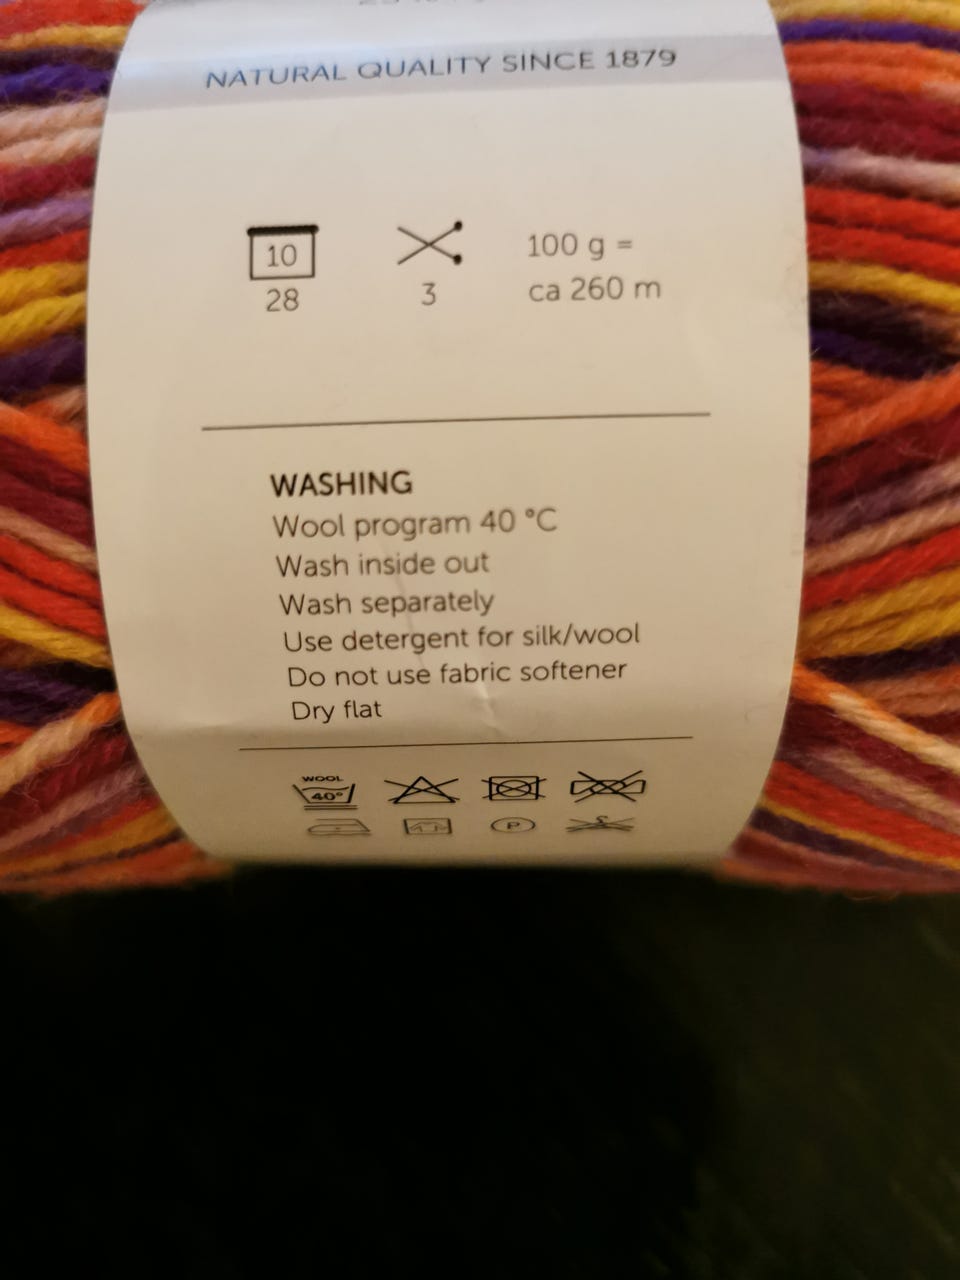 NATURAL QUALITY SINCE 1879
10
28
3
100 g =
ca 260 m
WASHING
Wool program 40 °C
Wash inside out
Wash separately
Use detergent for silk/wool
Do not use fabric softener
Dry flat
WOOL
40°
P